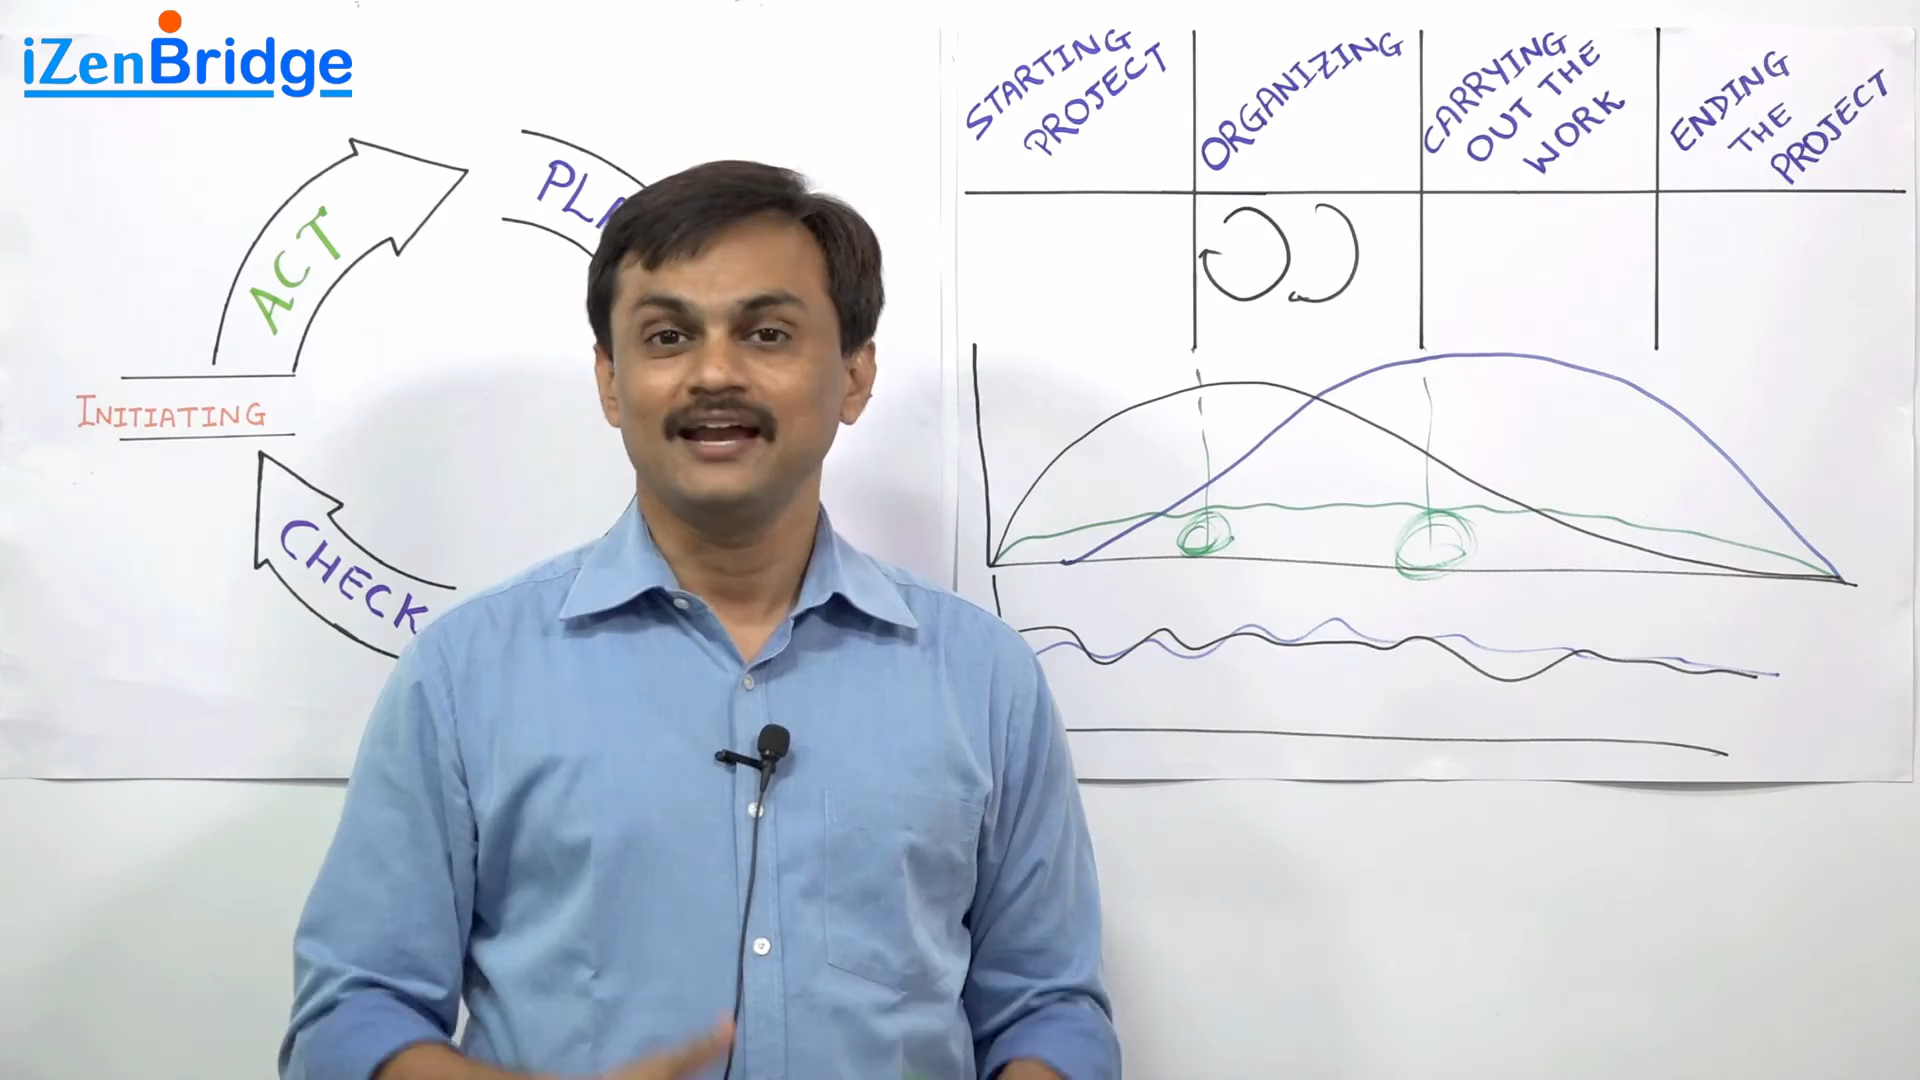 iZenBridge
ACT
INITIATING
CHECK
STARTING
PROJECT
ORGANIZING
CARRYING
OUT THE
WORK
ENDING
THE
PROJECT